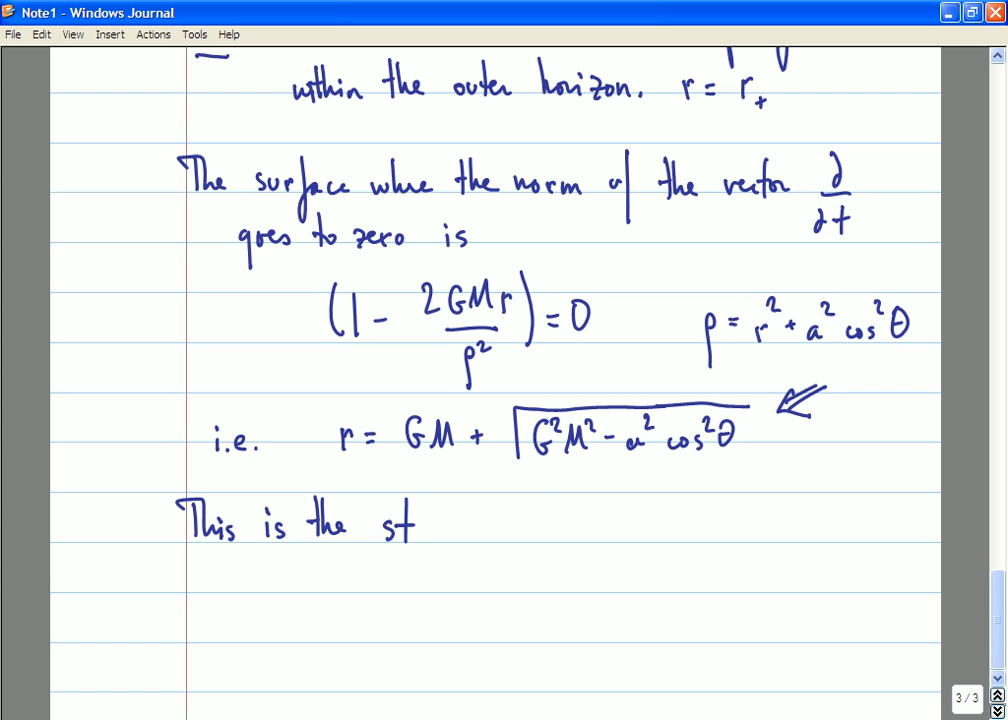 Note1 - Windows Journal
File Edit View Insert Actions Tools Help
within the outer horizon. r = r₊
The surface where the norm of the vector ∂/∂t
goes to zero is
(1 - 2GMr/ρ²) = 0 ρ = r² + a² cos²θ
i.e. r = GM + √(G²M² - a² cos²θ)
This is the st
3 / 3